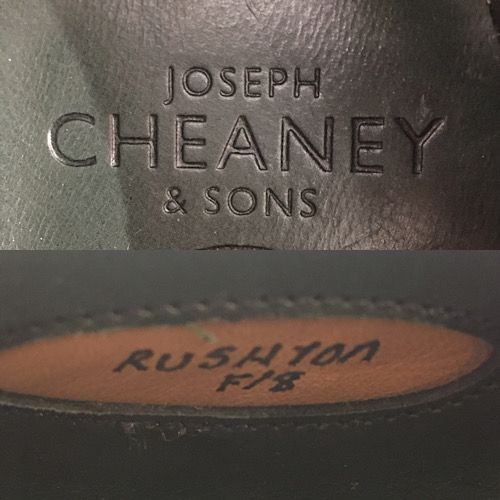 JOSEPH
CHEANEY
& SONS
RUSHTON
F/8